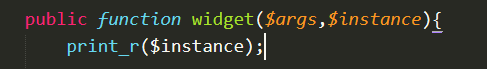 public function widget($args,$instance){
print_r($instance);